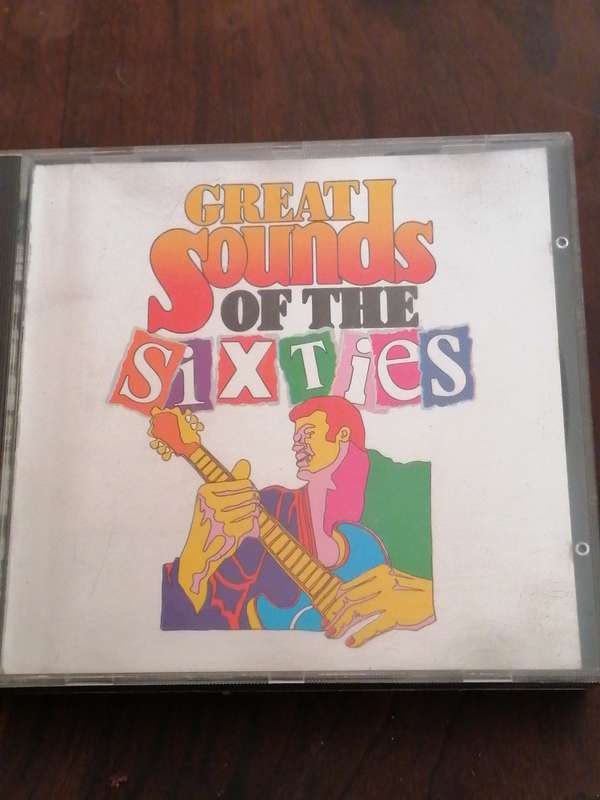 GREAT
Sounds
OF THE
SiXTieS